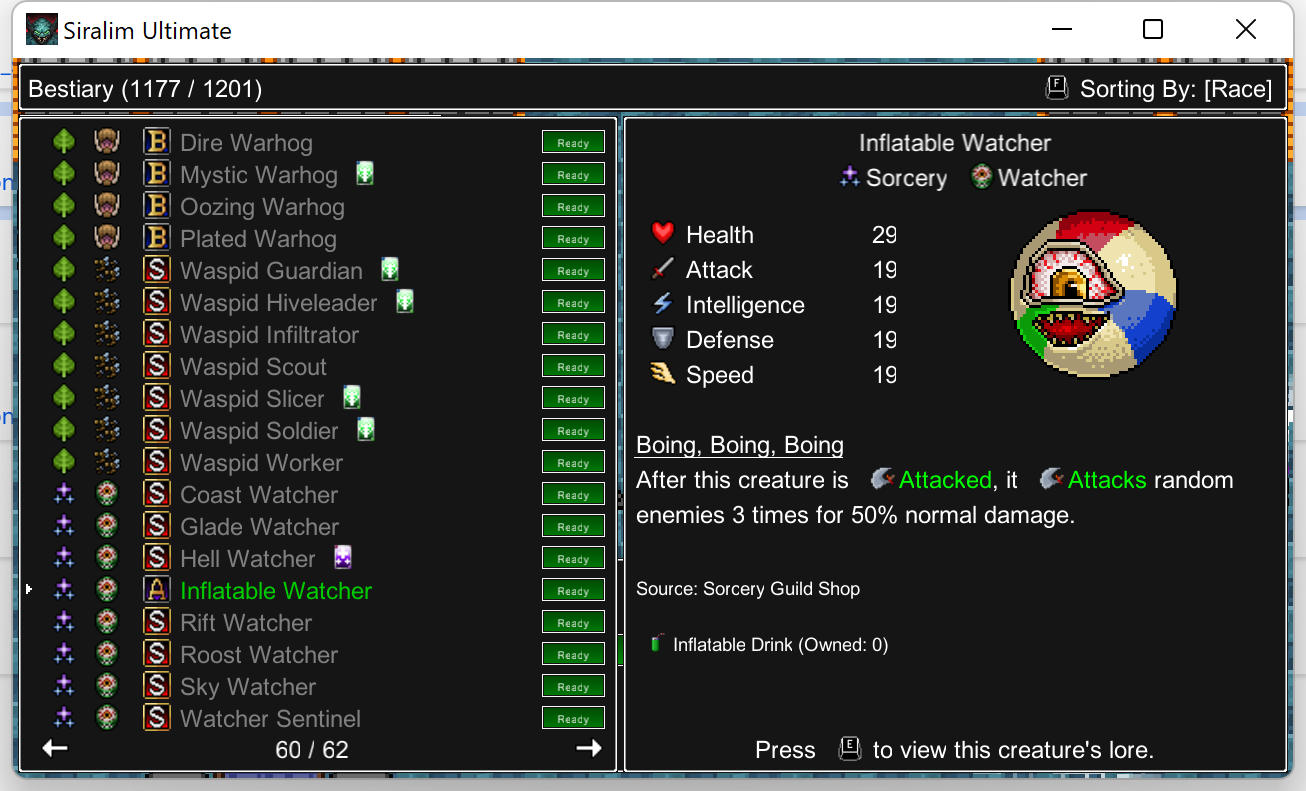 Siralim Ultimate
Bestiary (1177 / 1201)
F Sorting By: [Race]
B Dire Warhog Ready
B Mystic Warhog Ready
B Oozing Warhog Ready
B Plated Warhog Ready
S Waspid Guardian Ready
S Waspid Hiveleader Ready
S Waspid Infiltrator Ready
S Waspid Scout Ready
S Waspid Slicer Ready
S Waspid Soldier Ready
S Waspid Worker Ready
S Coast Watcher Ready
S Glade Watcher Ready
S Hell Watcher Ready
A Inflatable Watcher Ready
S Rift Watcher Ready
S Roost Watcher Ready
S Sky Watcher Ready
S Watcher Sentinel Ready
60 / 62
Inflatable Watcher
Sorcery Watcher
Health 29
Attack 19
Intelligence 19
Defense 19
Speed 19
Boing, Boing, Boing
After this creature is Attacked, it Attacks random
enemies 3 times for 50% normal damage.
Source: Sorcery Guild Shop
Inflatable Drink (Owned: 0)
Press E to view this creature's lore.